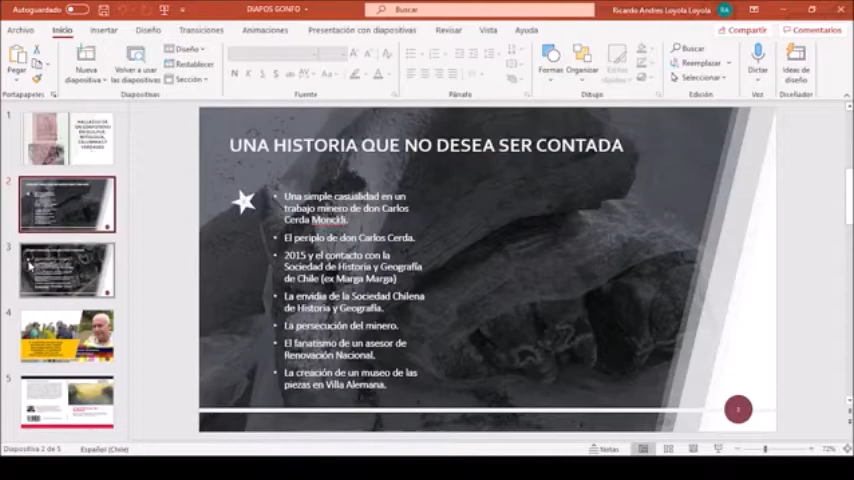 Autoguardado
DIAPOS GONFO
Buscar
Ricardo Andres Loyola Loyola
RA
Archivo
Inicio
Insertar
Diseño
Transiciones
Animaciones
Presentación con diapositivas
Revisar
Vista
Ayuda
Compartir
Comentarios
Pegar
Nueva diapositiva
Volver a usar las diapositivas
Diseño
Restablecer
Sección
Formas
Organizar
Estilos rápidos
Buscar
Reemplazar
Seleccionar
Dictar
Ideas de diseño
Portapapeles
Diapositivas
Fuente
Párrafo
Dibujo
Edición
Voz
Diseñador
1
2
3
4
5
UNA HISTORIA QUE NO DESEA SER CONTADA
• Una simple casualidad en un
trabajo minero de don Carlos
Cerda
• El periplo de don Carlos Cerda.
• 2015 y el contacto con la
Sociedad de Historia y Geografía
de Chile (ex Marga Marga)
• La envidia de la Sociedad Chilena
de Historia y Geografía.
• La persecución del minero.
• El fanatismo de un asesor de
Renovación Nacional.
• La creación de un museo de las
piezas en Villa Alemana.
Diapositiva 2 de 5
Español (Chile)
Notas
72%